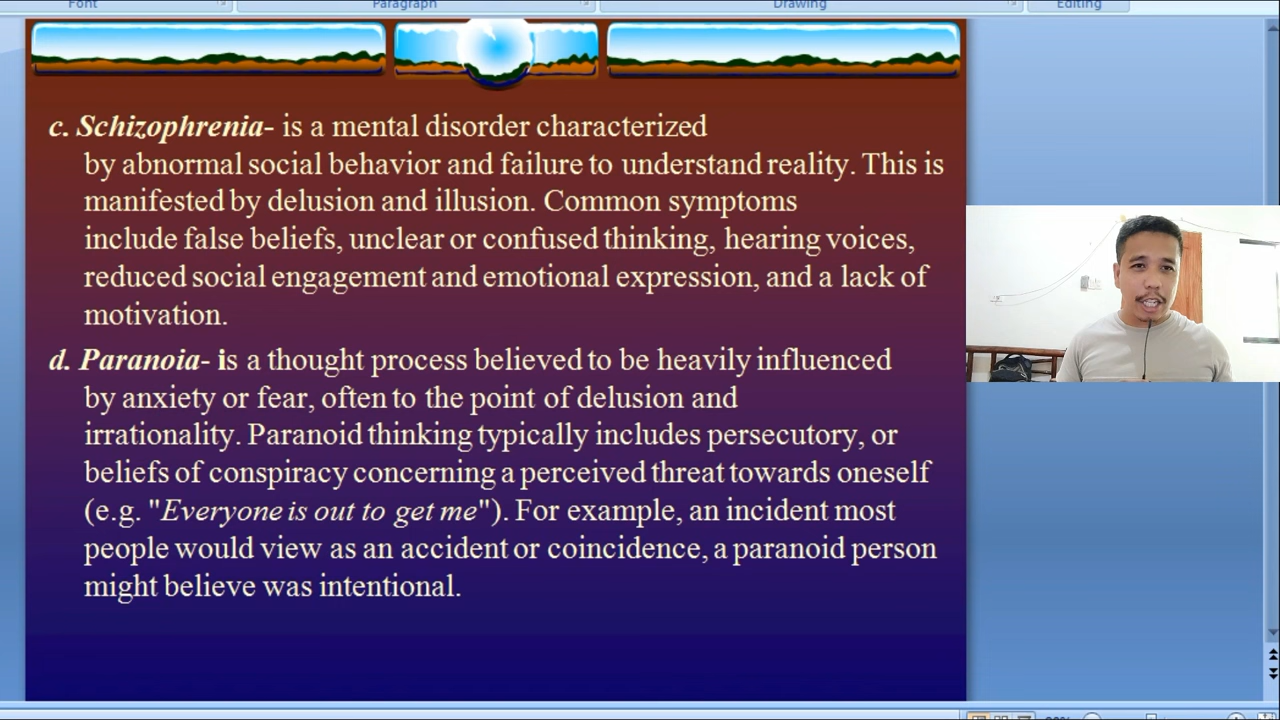 Font
Paragraph
Drawing
Editing
c. Schizophrenia- is a mental disorder characterized
by abnormal social behavior and failure to understand reality. This is
manifested by delusion and illusion. Common symptoms
include false beliefs, unclear or confused thinking, hearing voices,
reduced social engagement and emotional expression, and a lack of
motivation.
d. Paranoia- is a thought process believed to be heavily influenced
by anxiety or fear, often to the point of delusion and
irrationality. Paranoid thinking typically includes persecutory, or
beliefs of conspiracy concerning a perceived threat towards oneself
(e.g. "Everyone is out to get me"). For example, an incident most
people would view as an accident or coincidence, a paranoid person
might believe was intentional.